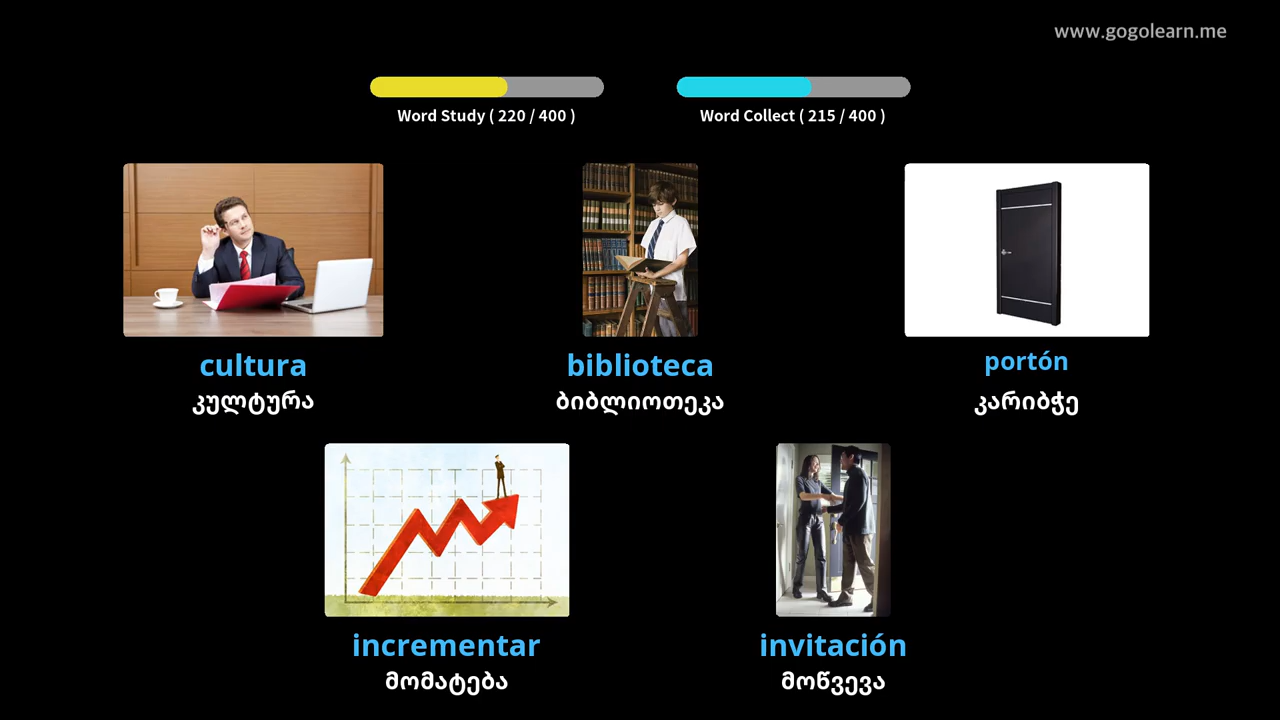 www.gogolearn.me
Word Study ( 220 / 400 )
Word Collect ( 215 / 400 )
cultura
კულტურა
biblioteca
ბიბლიოთეკა
portón
კარიბჭე
incrementar
მომატება
invitación
მოწვევა